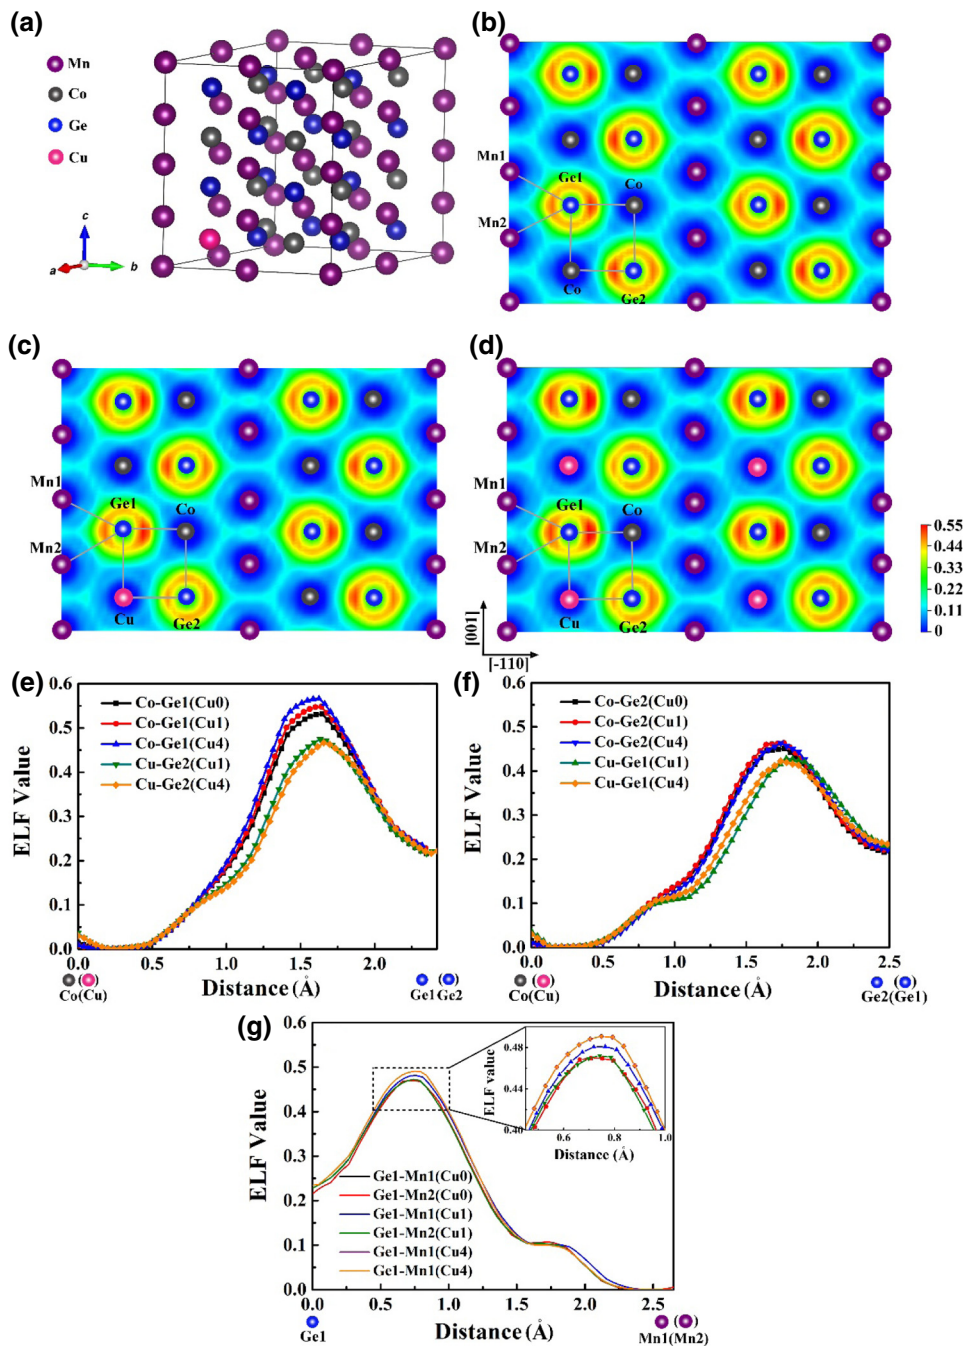 (a)
Mn
Co
Ge
Cu
c
a
b
(b)
Mn1
Ge1
Co
Mn2
Co
Ge2
(c)
Mn1
Ge1
Co
Mn2
Cu
Ge2
(d)
Mn1
Ge1
Co
Mn2
Cu
Ge2
[001]
[-110]
0.55
0.44
0.33
0.22
0.11
0
(e)
0.6
0.5
0.4
0.3
0.2
0.1
0.0
ELF Value
Co-Ge1(Cu0)
Co-Ge1(Cu1)
Co-Ge1(Cu4)
Cu-Ge2(Cu1)
Cu-Ge2(Cu4)
0.0 0.5 1.0 1.5 2.0
Distance (Å)
( )
Co(Cu)
( )
Ge1 Ge2
(f)
0.6
0.5
0.4
0.3
0.2
0.1
0.0
ELF Value
Co-Ge2(Cu0)
Co-Ge2(Cu1)
Co-Ge2(Cu4)
Cu-Ge1(Cu1)
Cu-Ge1(Cu4)
0.0 0.5 1.0 1.5 2.0 2.5
Distance (Å)
( )
Co(Cu)
( )
Ge2(Ge1)
(g)
0.6
0.5
0.4
0.3
0.2
0.1
0.0
ELF Value
Ge1-Mn1(Cu0)
Ge1-Mn2(Cu0)
Ge1-Mn1(Cu1)
Ge1-Mn2(Cu1)
Ge1-Mn1(Cu4)
Ge1-Mn1(Cu4)
0.48
0.44
0.40
ELF value
0.6 0.8 1.0
Distance (Å)
0.0 0.5 1.0 1.5 2.0 2.5
Distance (Å)
Ge1
( )
Mn1(Mn2)